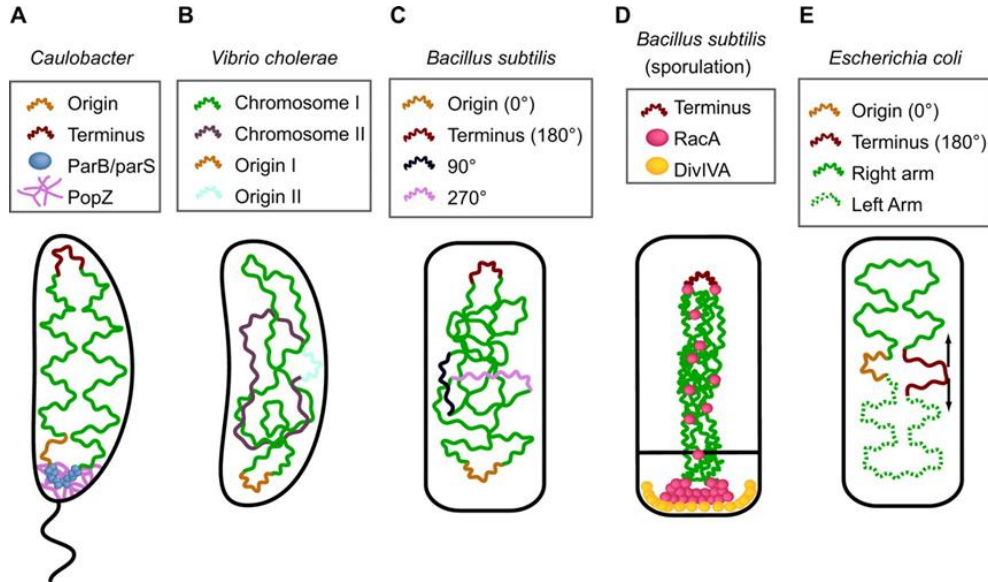 A
Caulobacter
Origin
Terminus
ParB/parS
PopZ
B
Vibrio cholerae
Chromosome I
Chromosome II
Origin I
Origin II
C
Bacillus subtilis
Origin (0°)
Terminus (180°)
90°
270°
D
Bacillus subtilis
(sporulation)
Terminus
RacA
DivIVA
E
Escherichia coli
Origin (0°)
Terminus (180°)
Right arm
Left Arm